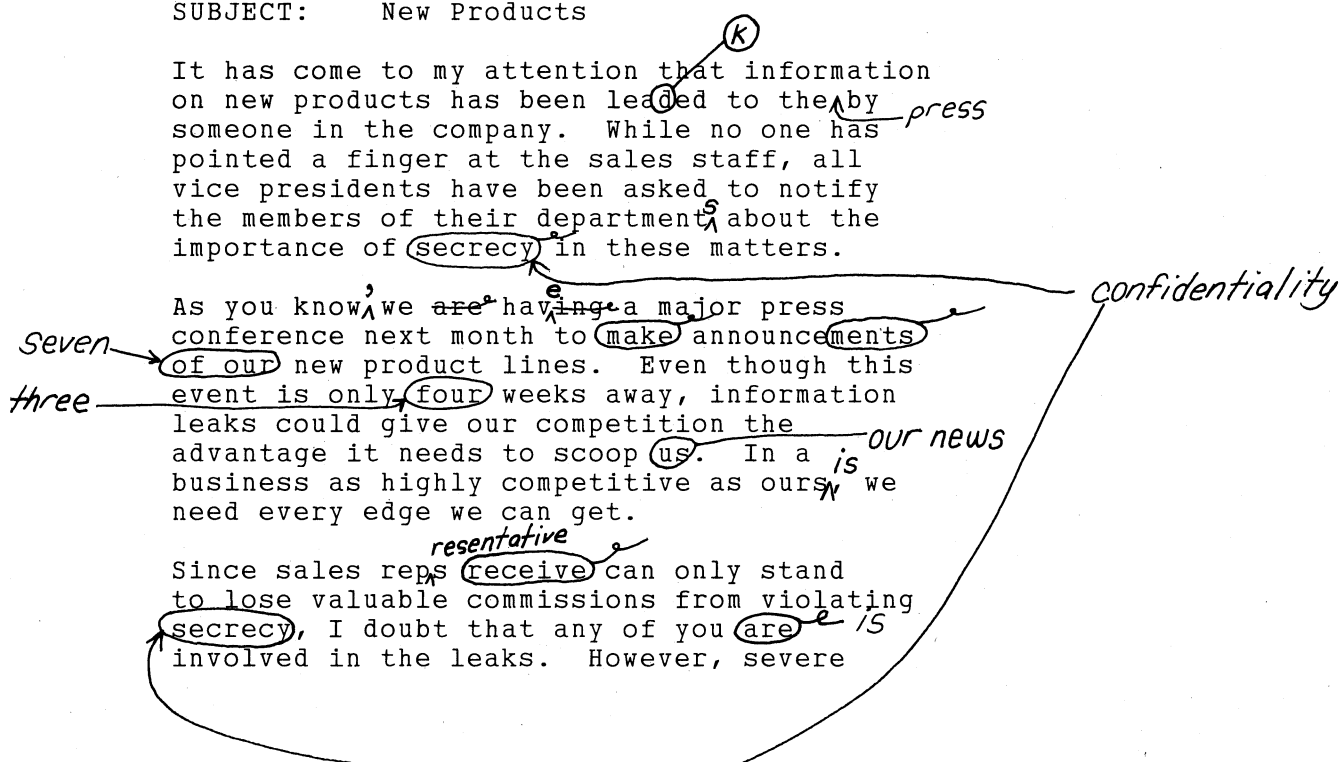 SUBJECT: New Products
k
It has come to my attention that information
on new products has been leaded to the by
press
someone in the company. While no one has
pointed a finger at the sales staff, all
vice presidents have been asked to notify
the members of their department s about the
importance of secrecy in these matters.
confidentiality
As you know , we are having e a major press
conference next month to make announcements
seven
of our new product lines. Even though this
three
event is only four weeks away, information
leaks could give our competition the
our news
advantage it needs to scoop us. In a
is
business as highly competitive as ours, we
need every edge we can get.
resentative
Since sales reps receive can only stand
to lose valuable commissions from violating
secrecy, I doubt that any of you are is
involved in the leaks. However, severe